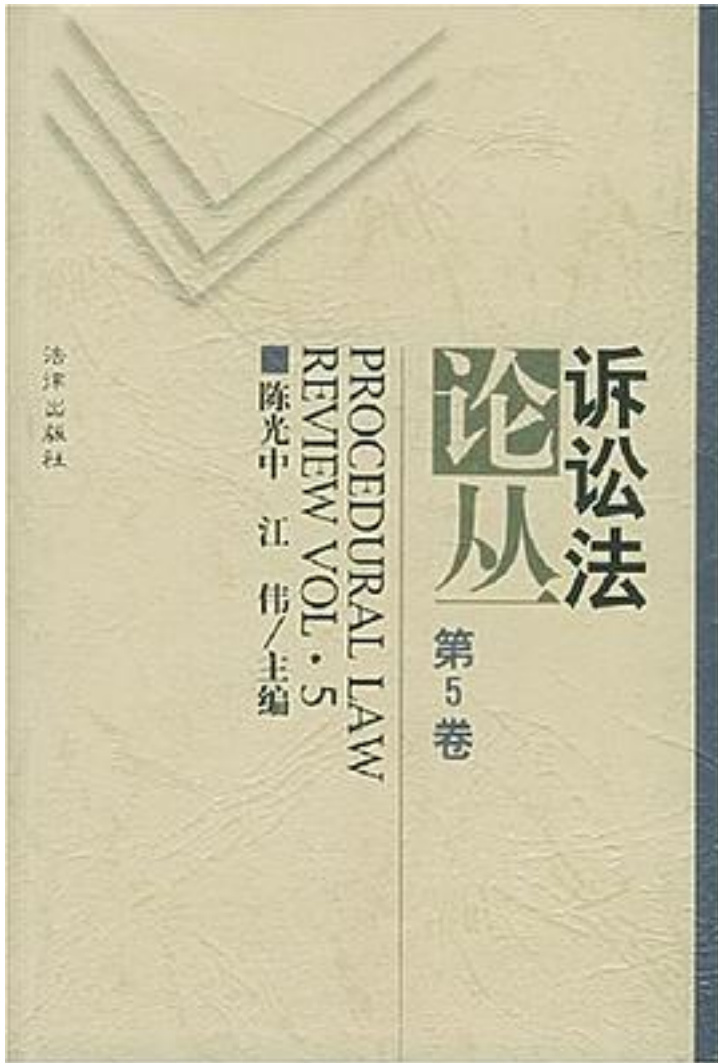 诉讼法
论丛
第5卷
PROCEDURAL LAW
REVIEW VOL·5
陈光中 江 伟/主编
法律出版社